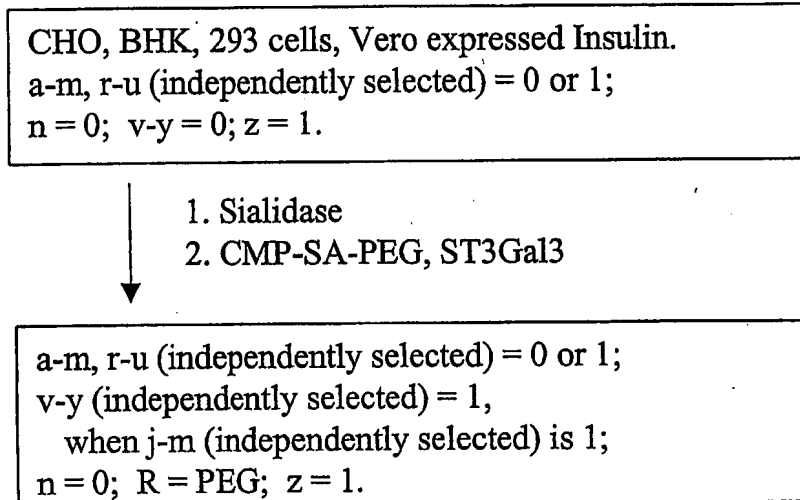 CHO, BHK, 293 cells, Vero expressed Insulin.
a-m, r-u (independently selected) = 0 or 1;
n = 0; v-y = 0; z = 1.
1. Sialidase
2. CMP-SA-PEG, ST3Gal3
a-m, r-u (independently selected) = 0 or 1;
v-y (independently selected) = 1,
when j-m (independently selected) is 1;
n = 0; R = PEG; z = 1.